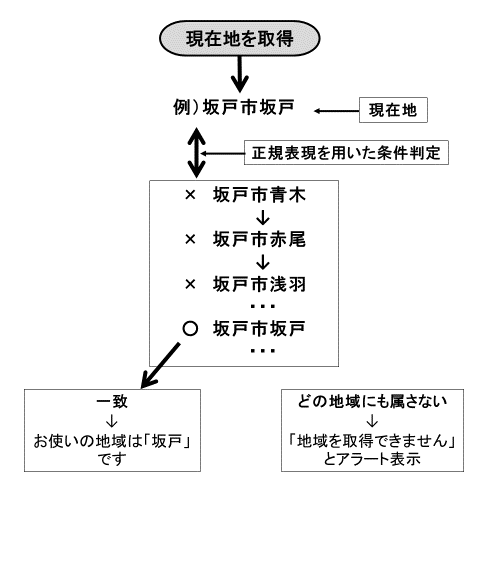 現在地を取得
例）坂戸市坂戸
現在地
正規表現を用いた条件判定
× 坂戸市青木
↓
× 坂戸市赤尾
↓
× 坂戸市浅羽
・・・
○ 坂戸市坂戸
・・・
一致
↓
お使いの地域は「坂戸」
です
どの地域にも属さない
↓
「地域を取得できません」
とアラート表示